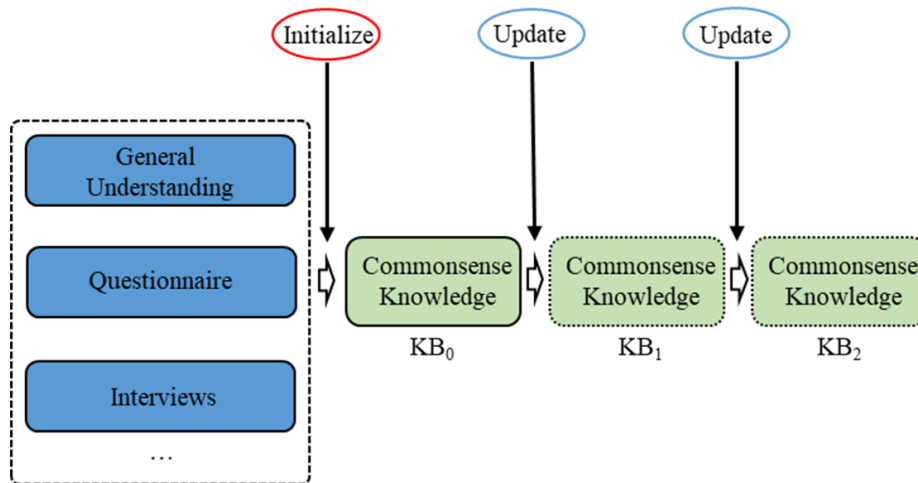 Initialize
Update
Update
General
Understanding
Questionnaire
Interviews
…
Commonsense
Knowledge
KB₀
Commonsense
Knowledge
KB₁
Commonsense
Knowledge
KB₂